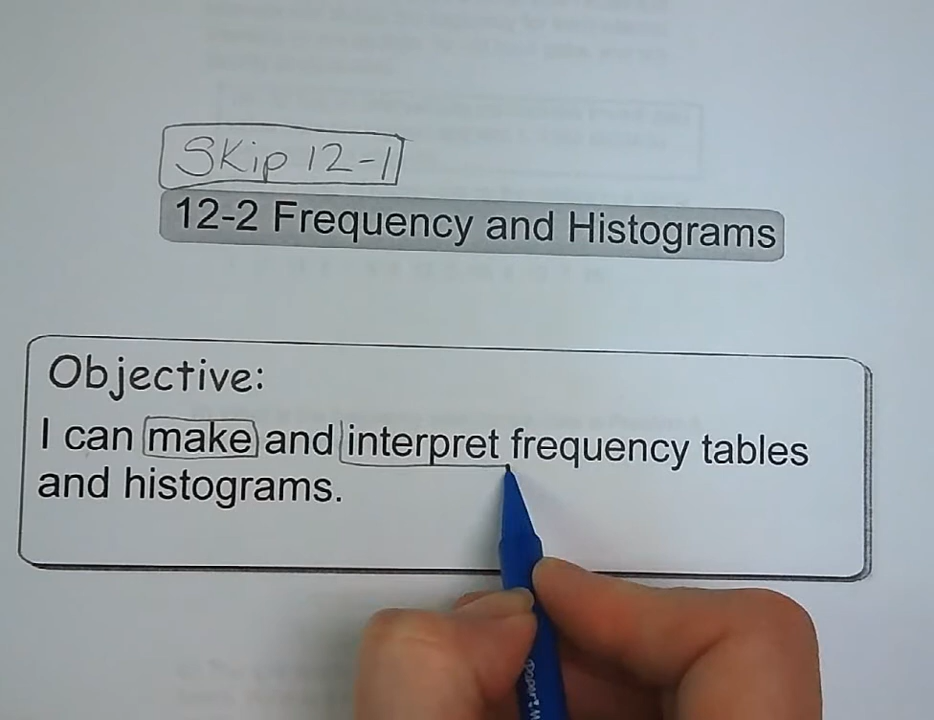 Skip 12-1
12-2 Frequency and Histograms
Objective:
I can make and interpret frequency tables
and histograms.